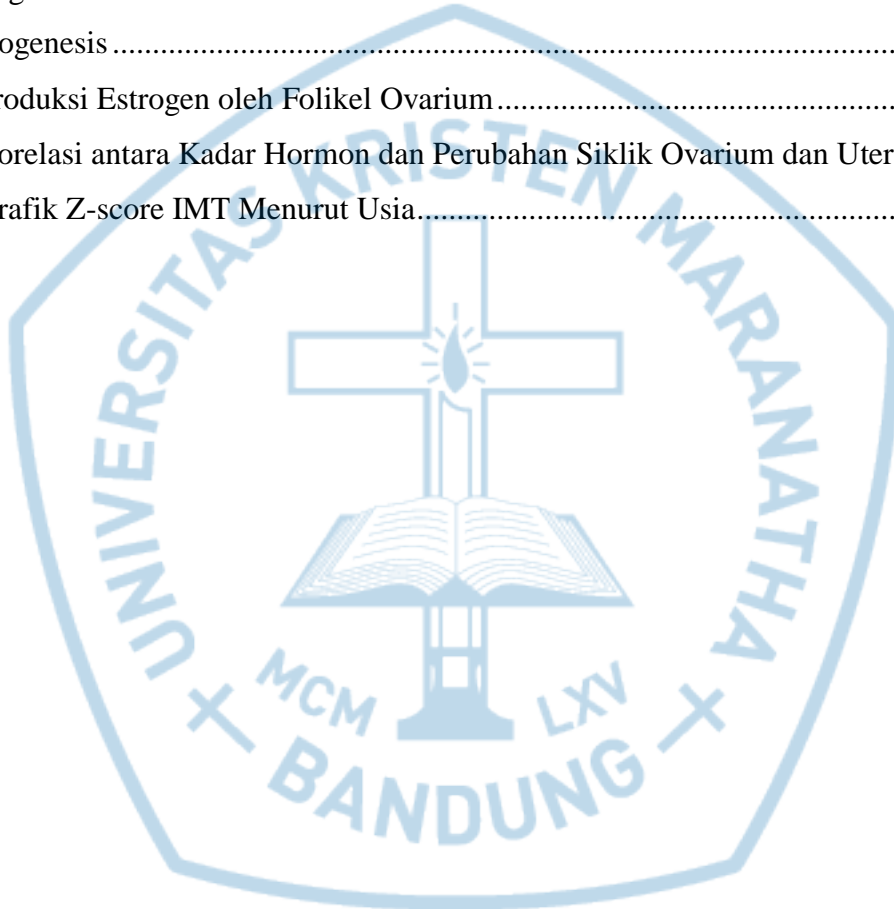 ogenesis
roduksi Estrogen oleh Folikel Ovarium
orelasi antara Kadar Hormon dan Perubahan Siklik Ovarium dan Uter
rafik Z-score IMT Menurut Usia
UNIVERSITAS KRISTEN MARANATHA
MCM LXV
BANDUNG